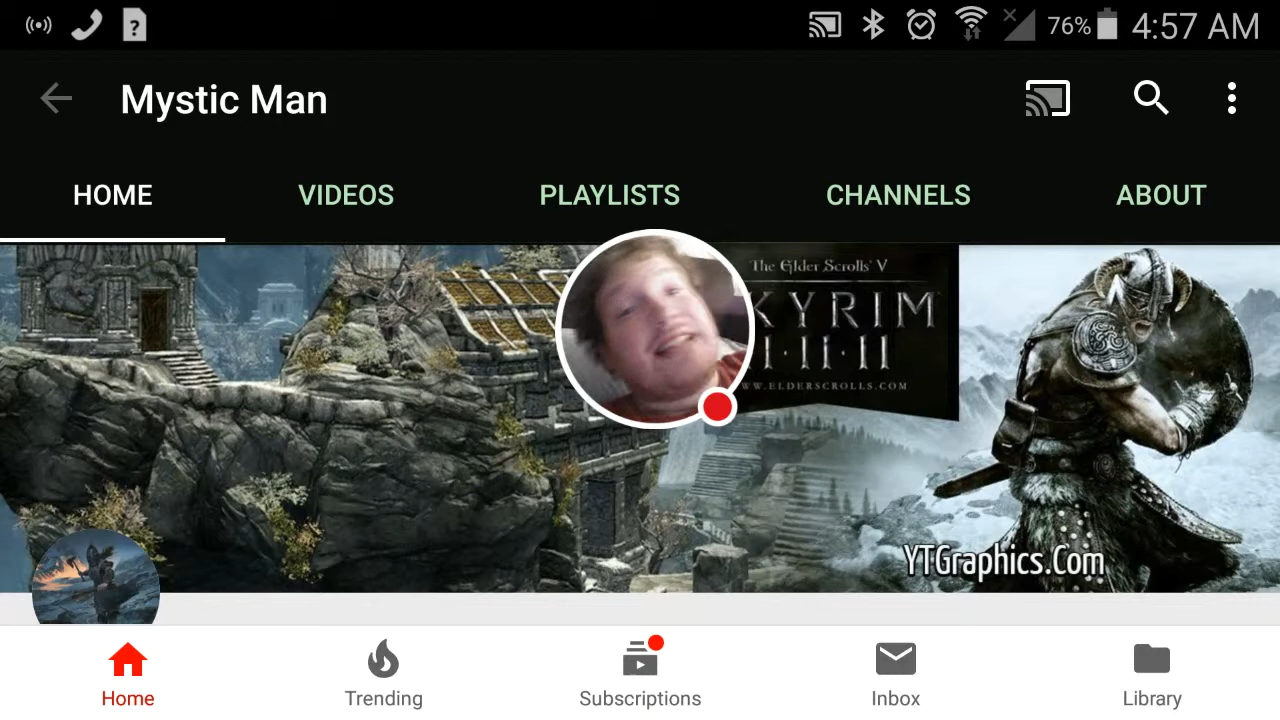 76% 4:57 AM
Mystic Man
HOME VIDEOS PLAYLISTS CHANNELS ABOUT
The Elder Scrolls V
KYRIM
1·11·11
WWW.ELDERSCROLLS.COM
YTGraphics.Com
Home Trending Subscriptions Inbox Library